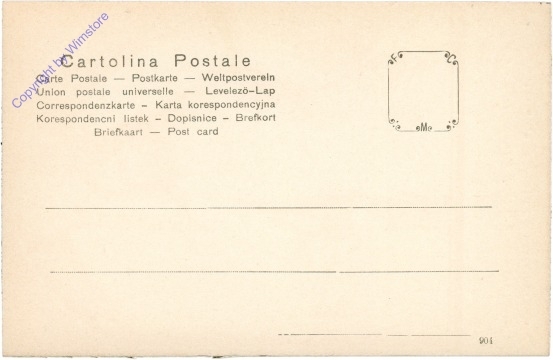 Cartolina Postale
Carte Postale — Postkarte — Weltpostverein
Union postale universelle — Levelezö-Lap
Correspondenzkarte – Karta korespondencyjna
Korespondencni listek – Dopisnice – Brefkort
Briefkaart — Post card
F C
M
904
Copyright by Wimstore